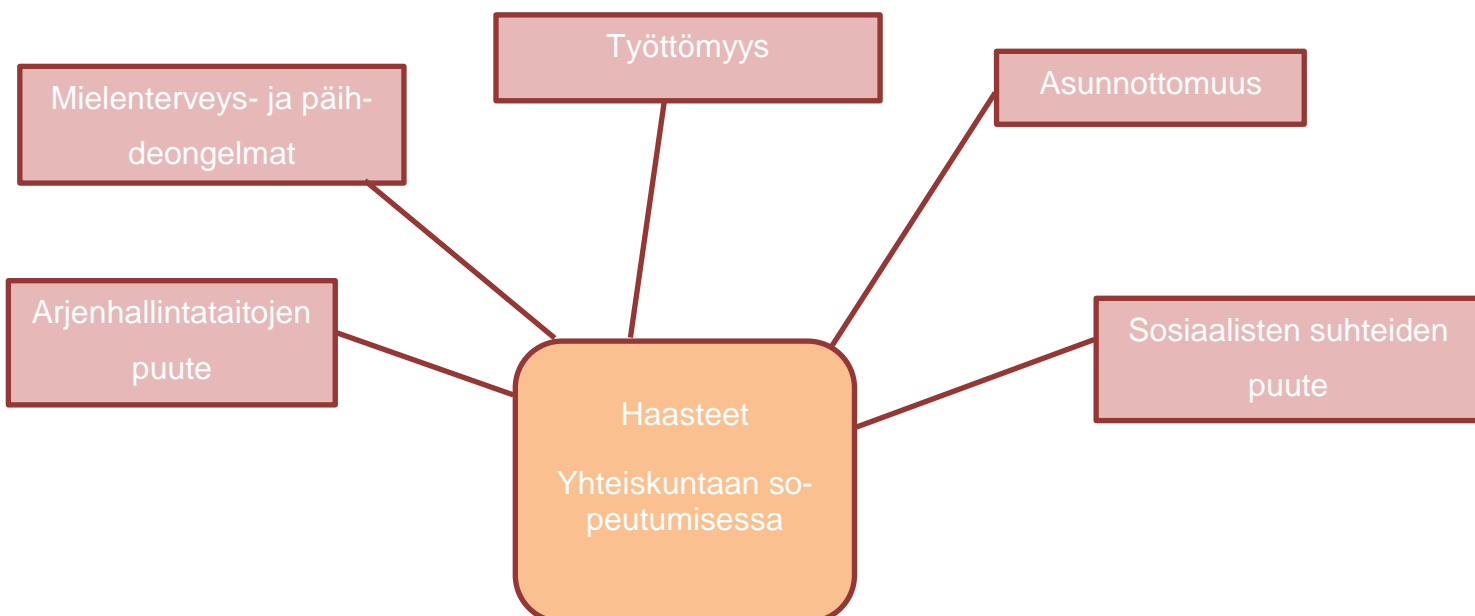 Työttömyys
Mielenterveys- ja päih-
deongelmat
Asunnottomuus
Arjenhallintataitojen
puute
Sosiaalisten suhteiden
puute
Haasteet
Yhteiskuntaan so-
peutumisessa